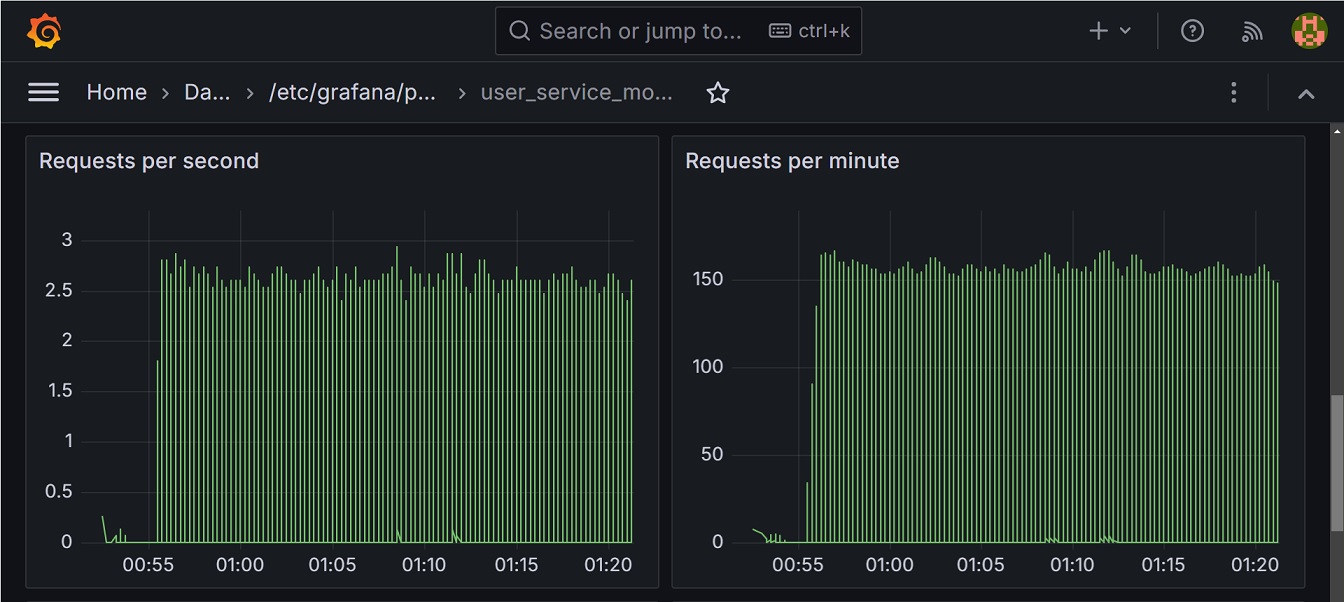 Search or jump to... ctrl+k
Home › Da... › /etc/grafana/p... › user_service_mo...
Requests per second
3
2.5
2
1.5
1
0.5
0
00:55 01:00 01:05 01:10 01:15 01:20
Requests per minute
150
100
50
0
00:55 01:00 01:05 01:10 01:15 01:20